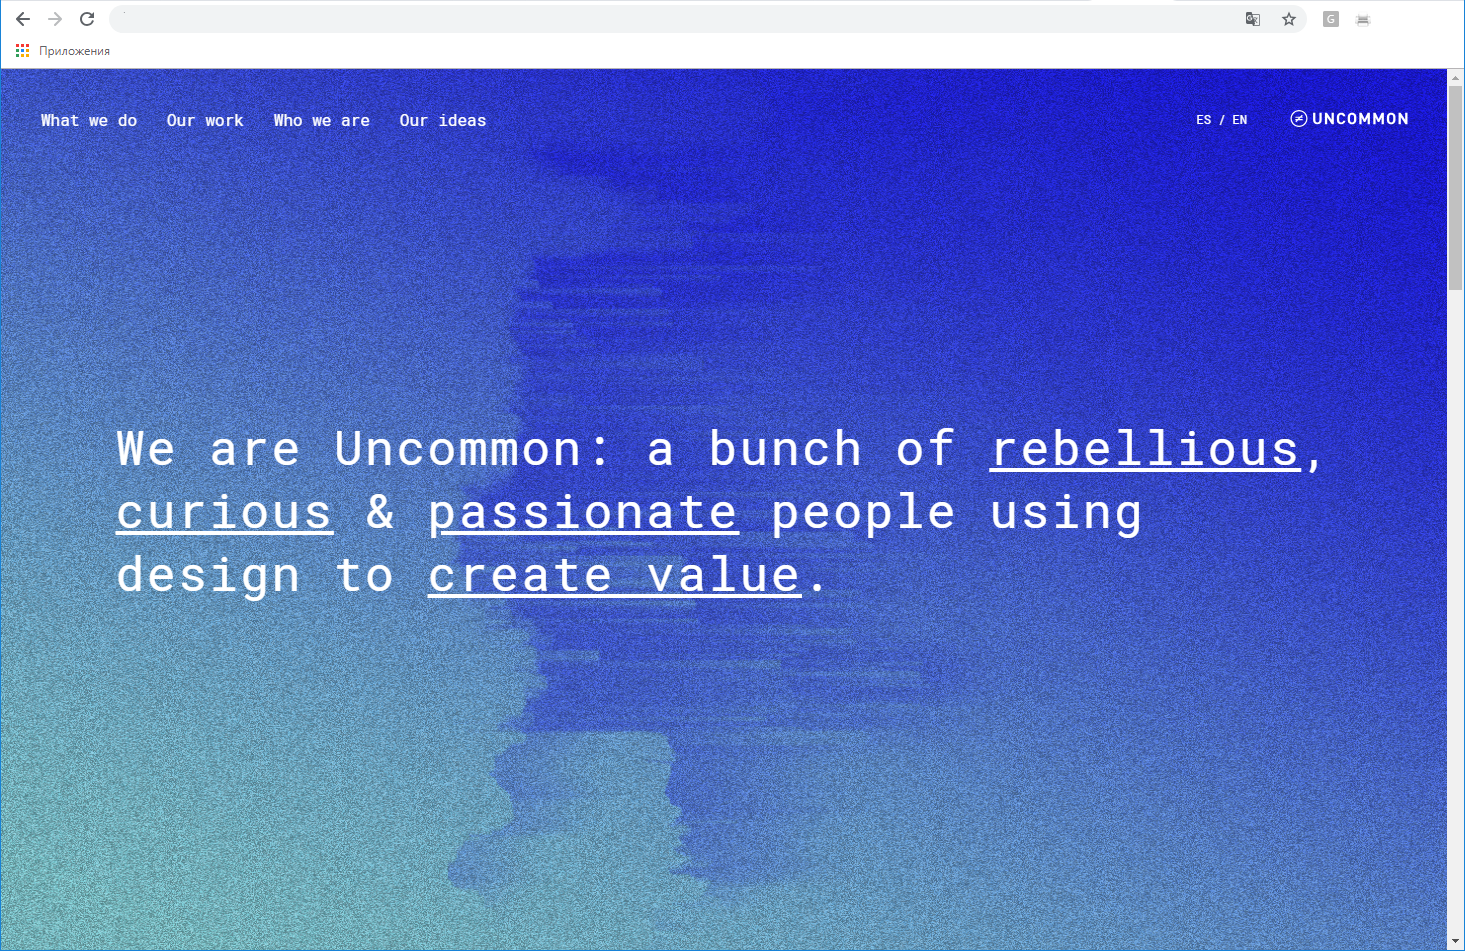 Приложения
What we do Our work Who we are Our ideas ES / EN UNCOMMON
We are Uncommon: a bunch of rebellious,
curious & passionate people using
design to create value.